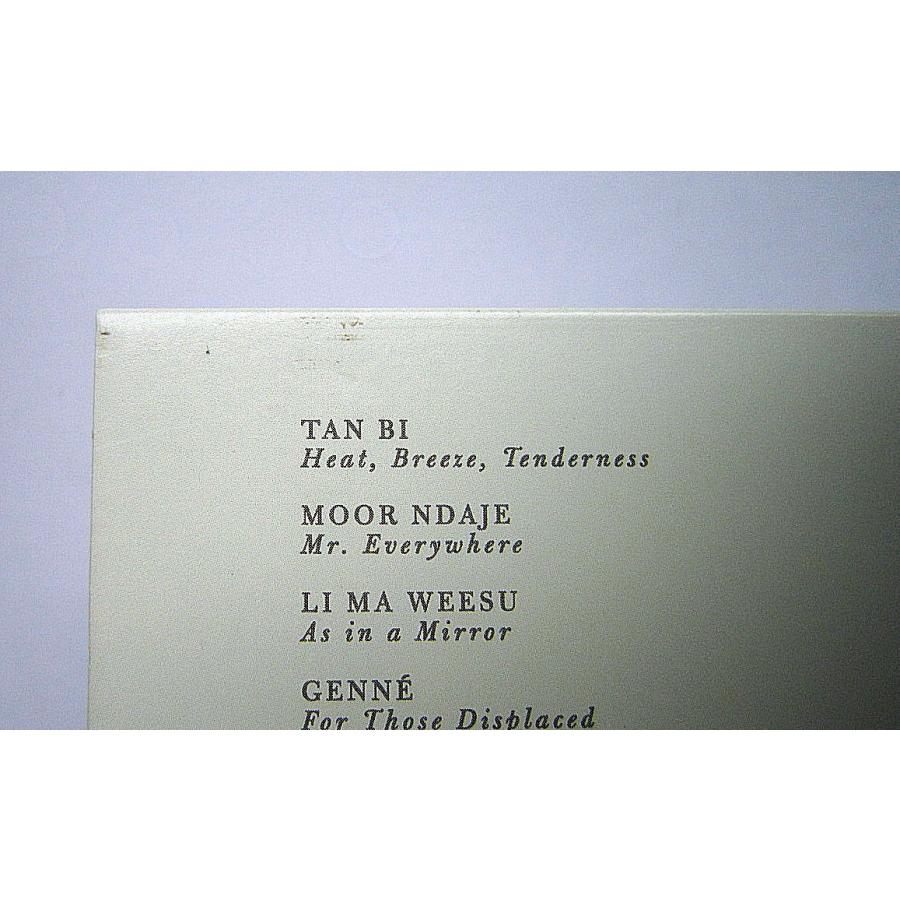 TAN BI
Heat, Breeze, Tenderness
MOOR NDAJE
Mr. Everywhere
LI MA WEESU
As in a Mirror
GENNÉ
For Those Displaced